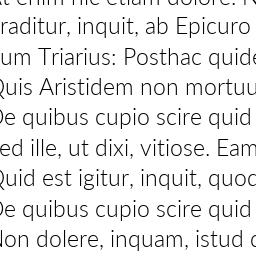 At enim hic etiam dolore. N
raditur, inquit, ab Epicuro
um Triarius: Posthac quide
Quis Aristidem non mortuu
De quibus cupio scire quid
ed ille, ut dixi, vitiose. Eam
Quid est igitur, inquit, quod
De quibus cupio scire quid
Non dolere, inquam, istud